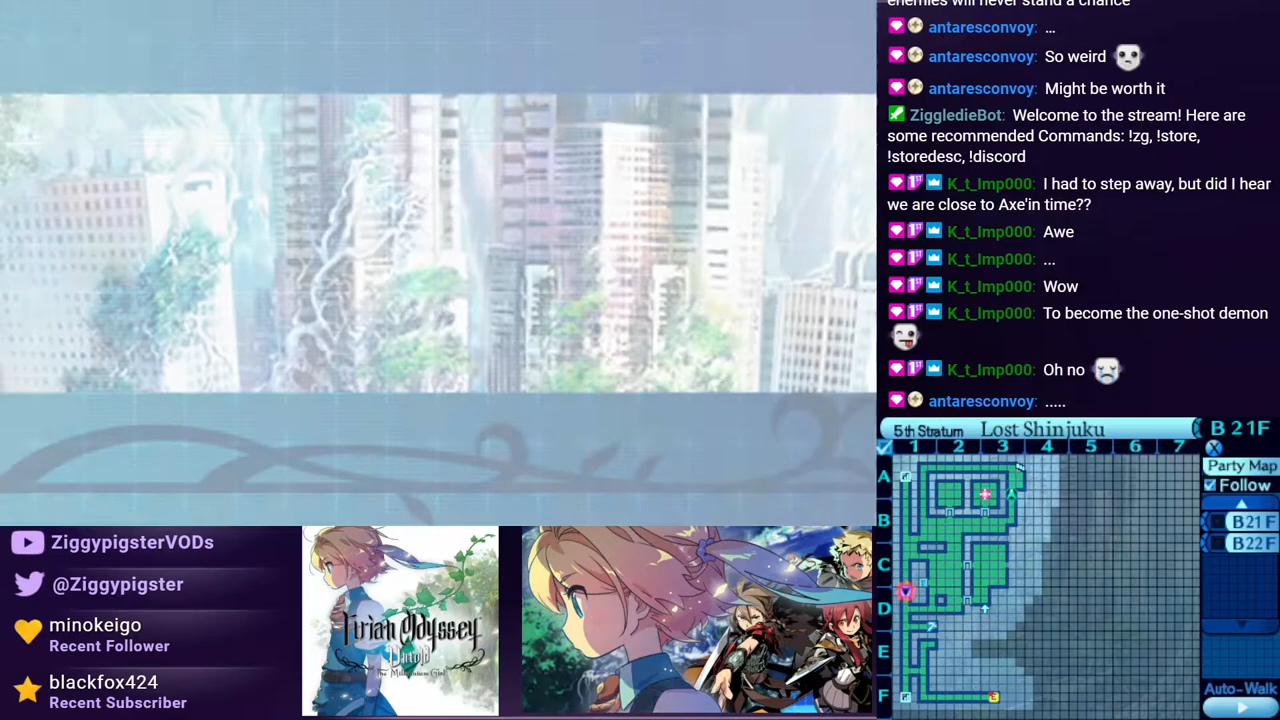 enemies will never stand a chance
antaresconvoy: ...
antaresconvoy: So weird
antaresconvoy: Might be worth it
ZiggledieBot: Welcome to the stream! Here are
some recommended Commands: !zg, !store,
!storedesc, !discord
K_t_Imp000: I had to step away, but did I hear
we are close to Axe'in time??
K_t_Imp000: Awe
K_t_Imp000: ...
K_t_Imp000: Wow
K_t_Imp000: To become the one-shot demon
K_t_Imp000: Oh no
antaresconvoy: .....
5th Stratum Lost Shinjuku B 21F
1 2 3 4 5 6 7 X
A
B
C
D
E
F
Party Map
Follow
B21F
B22F
Auto-Walk
ZiggypigsterVODs
@Ziggypigster
minokeigo
Recent Follower
blackfox424
Recent Subscriber
Odyssey
Untold
The Millennium Girl